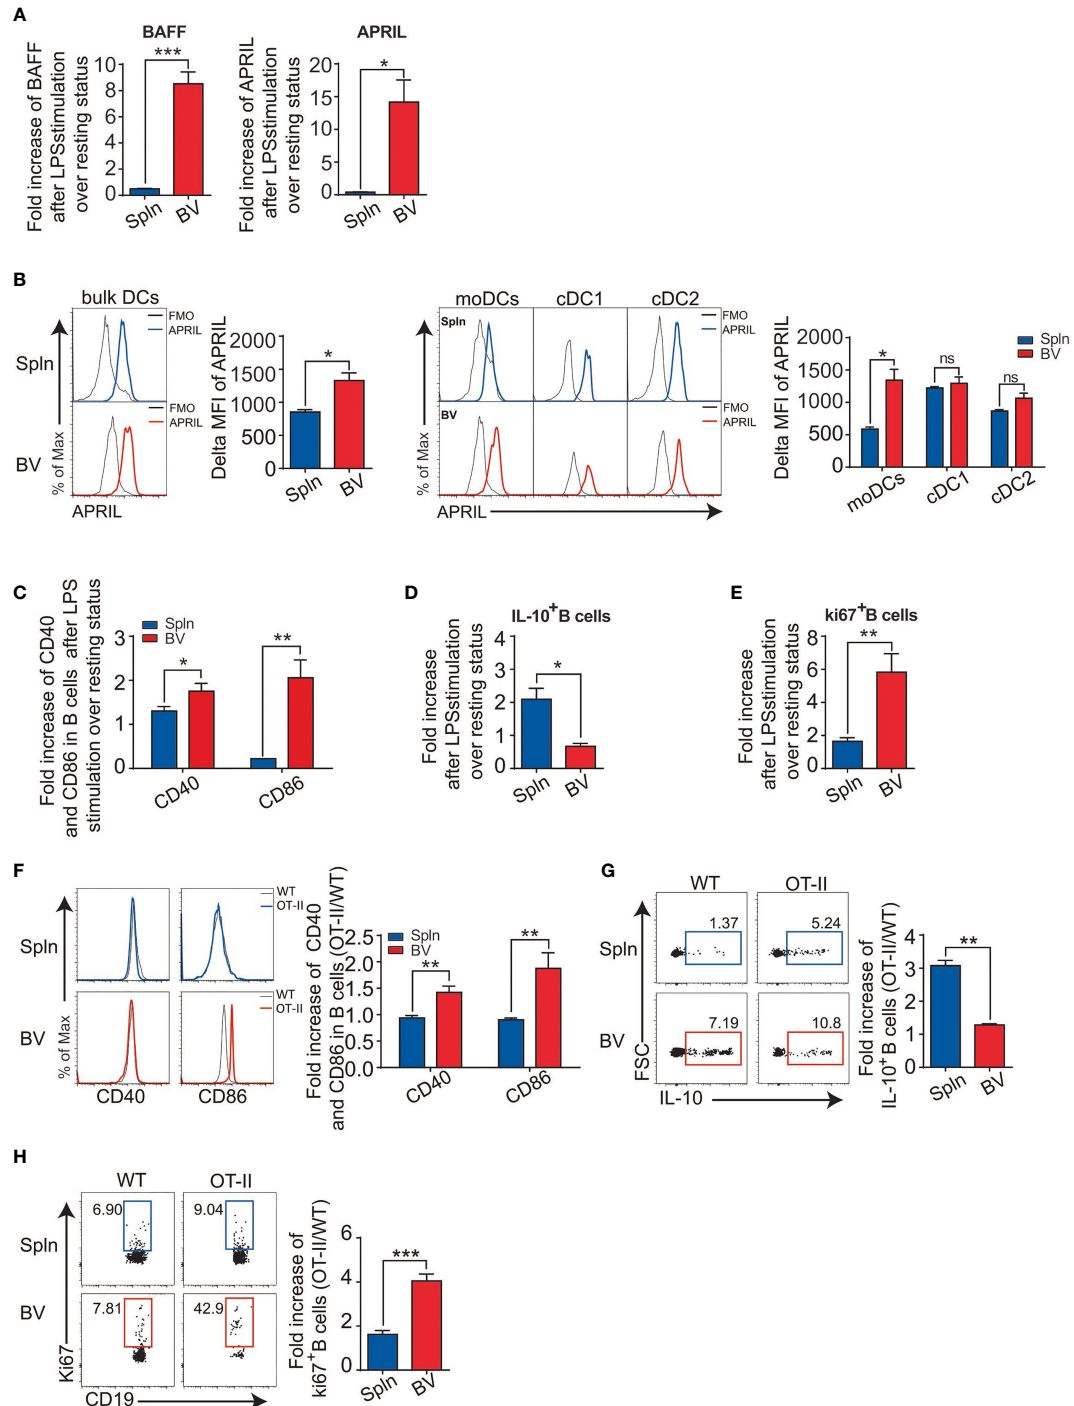 A
BAFF
APRIL
Fold increase of BAFF
after LPSstimulation
over resting status
10
8
6
4
2
0
***
Spln
BV
Fold increase of APRIL
after LPSstimulation
over resting status
20
15
10
5
0
*
Spln
BV
B
bulk DCs
Spln
BV
FMO
APRIL
FMO
APRIL
% of Max
APRIL
Delta MFI of APRIL
2000
1500
1000
500
0
*
Spln
BV
moDCs
cDC1
cDC2
Spln
FMO
APRIL
BV
FMO
APRIL
% of Max
APRIL
Delta MFI of APRIL
2000
1500
1000
500
0
*
ns
ns
Spln
BV
moDCs
cDC1
cDC2
C
Fold increase of CD40
and CD86 in B cells after LPS
stimulation over resting status
3
2
1
0
Spln
BV
*
**
CD40
CD86
D
IL-10+B cells
Fold increase
after LPSstimulation
over resting status
4
3
2
1
0
*
Spln
BV
E
ki67+B cells
Fold increase
after LPSstimulation
over resting status
8
6
4
2
0
**
Spln
BV
F
Spln
BV
WT
OT-II
WT
OT-II
% of Max
CD40
CD86
Fold increase of CD40
and CD86 in B cells (OT-II/WT)
2.5
2.0
1.5
1.0
0.5
0.0
Spln
BV
**
**
CD40
CD86
G
WT
OT-II
Spln
1.37
5.24
BV
7.19
10.8
FSC
IL-10
Fold increase of
IL-10+ B cells (OT-II/WT)
4
3
2
1
0
**
Spln
BV
H
WT
OT-II
Spln
6.90
9.04
BV
7.81
42.9
Ki67
CD19
Fold increase of
ki67+B cells (OT-II/WT)
6
4
2
0
***
Spln
BV